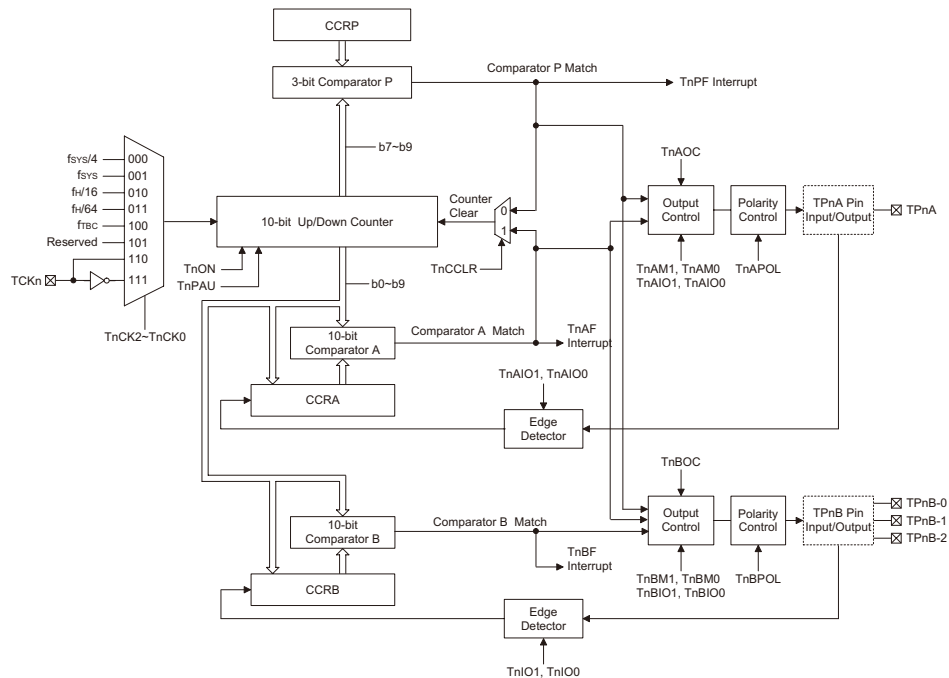 CCRP
3-bit Comparator P
Comparator P Match
TnPF Interrupt
b7~b9
fSYS/4
000
fSYS
001
fH/16
010
fH/64
011
fTBC
100
Reserved
101
110
111
TCKn
TnCK2~TnCK0
10-bit Up/Down Counter
TnON
TnPAU
Counter
Clear
0
1
TnCCLR
b0~b9
TnAOC
Output
Control
Polarity
Control
TPnA Pin
Input/Output
TPnA
TnAM1, TnAM0
TnAIO1, TnAIO0
TnAPOL
10-bit
Comparator A
Comparator A Match
TnAF
Interrupt
CCRA
TnAIO1, TnAIO0
Edge
Detector
TnBOC
Output
Control
Polarity
Control
TPnB Pin
Input/Output
TPnB-0
TPnB-1
TPnB-2
TnBM1, TnBM0
TnBIO1, TnBIO0
TnBPOL
10-bit
Comparator B
Comparator B Match
TnBF
Interrupt
CCRB
Edge
Detector
TnIO1, TnIO0